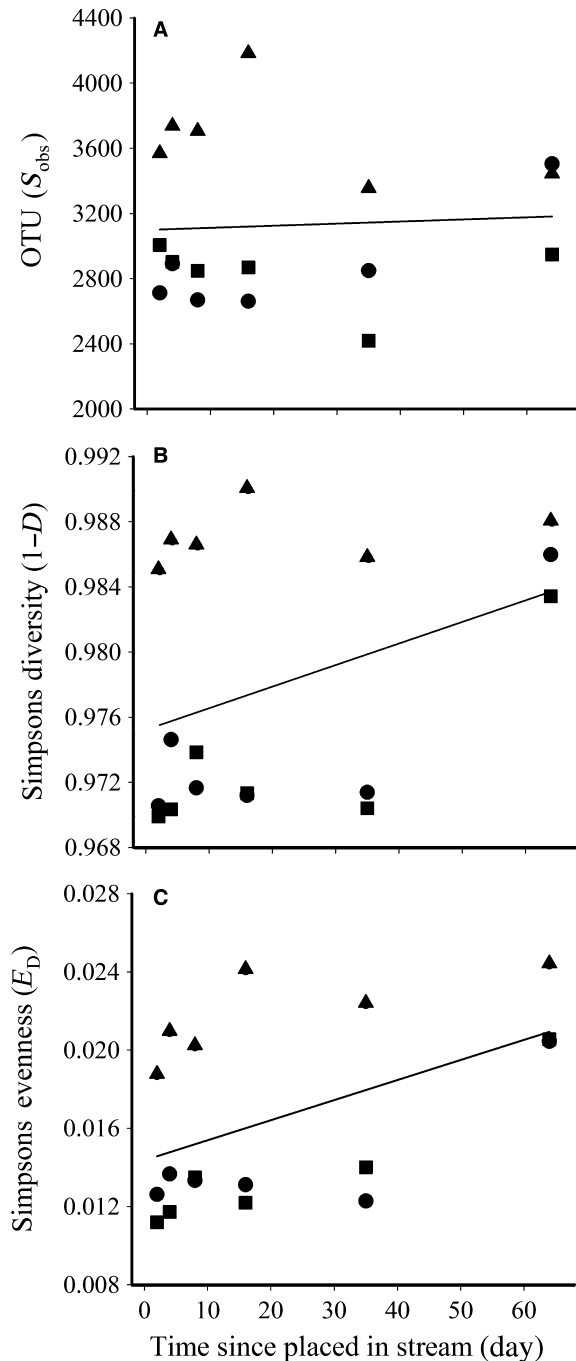 A
4400
4000
3600
3200
2800
2400
2000
OTU (Sobs)
B
0.992
0.988
0.984
0.980
0.976
0.972
0.968
Simpsons diversity (1–D)
C
0.028
0.024
0.020
0.016
0.012
0.008
Simpsons evenness (ED)
0 10 20 30 40 50 60
Time since placed in stream (day)